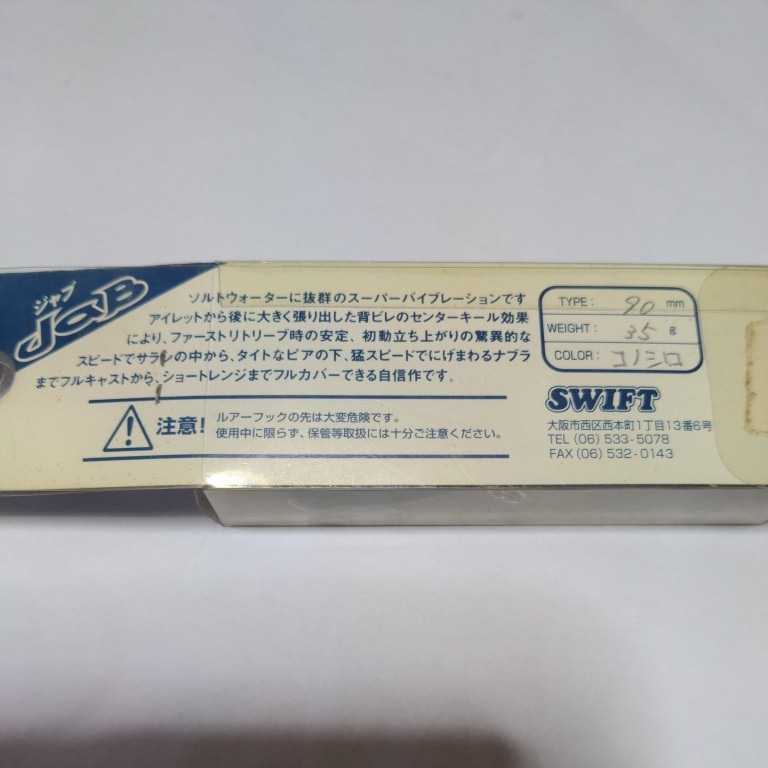 ジャブ
JAB
ソルトウォーターに抜群のスーパーバイブレーションです
アイレットから後に大きく張り出した背ビレのセンターキール効果
により、ファーストリトリーブ時の安定、初動立ち上がりの驚異的な
スピードでサラシの中から、タイトなピアの下、猛スピードでにげまわるナブラ
までフルキャストから、ショートレンジまでフルカバーできる自信作です。
注意!
ルアーフックの先は大変危険です。
使用中に限らず、保管等取扱には十分ご注意ください。
TYPE: 90 mm
WEIGHT: 35 g
COLOR: コノシロ
SWIFT
大阪市西区西本町1丁目13番6号
TEL (06) 533-5078
FAX (06) 532-0143